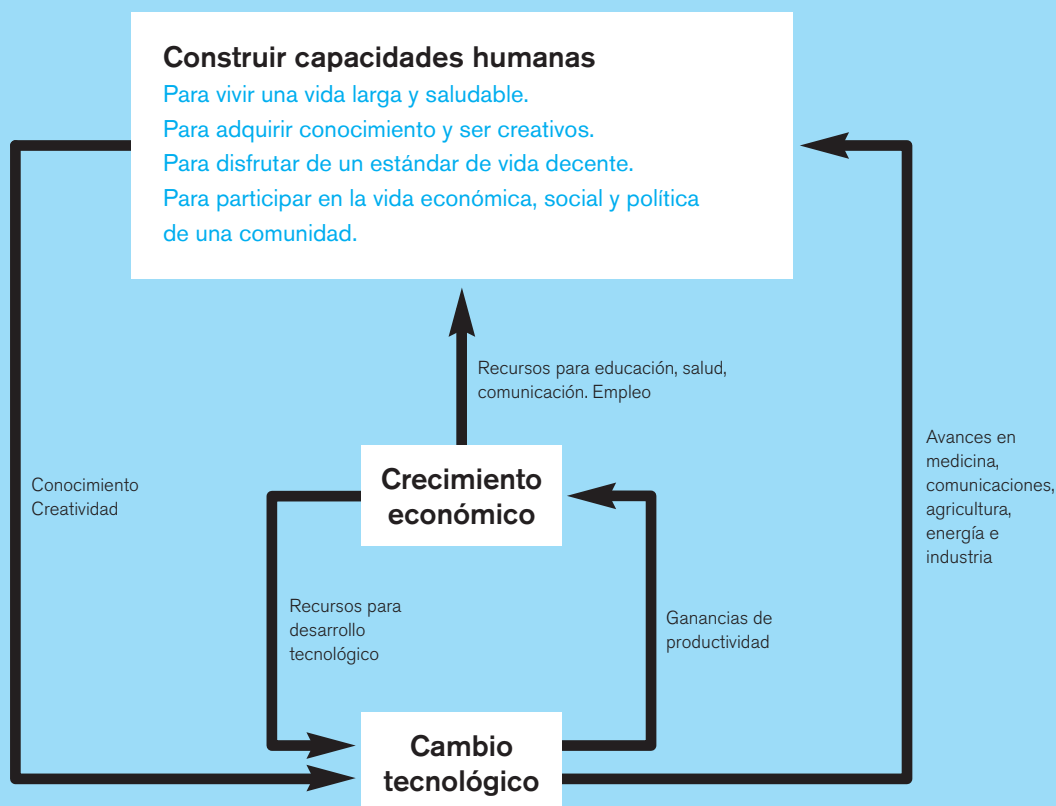 Construir capacidades humanas
Para vivir una vida larga y saludable.
Para adquirir conocimiento y ser creativos.
Para disfrutar de un estándar de vida decente.
Para participar en la vida económica, social y política
de una comunidad.
Recursos para educación, salud,
comunicación. Empleo
Avances en
medicina,
comunicaciones,
agricultura,
energía e
industria
Conocimiento
Creatividad
Crecimiento
económico
Recursos para
desarrollo
tecnológico
Ganancias de
productividad
Cambio
tecnológico